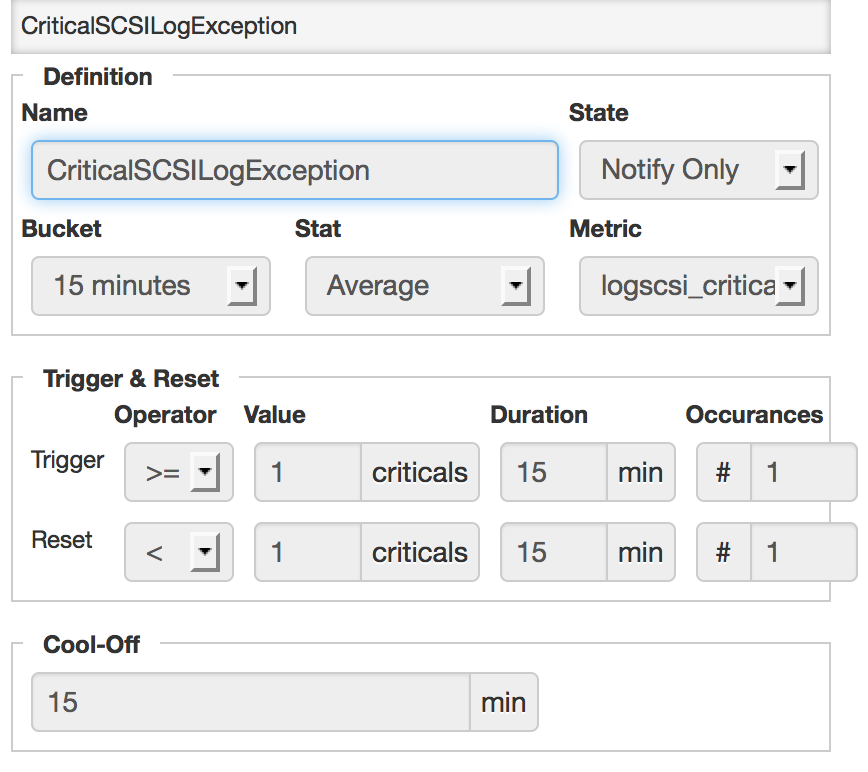 CriticalSCSILogException
Definition
Name State
CriticalSCSILogException Notify Only
Bucket Stat Metric
15 minutes Average logscsi_critica
Trigger & Reset
Operator Value Duration Occurances
Trigger >= 1 criticals 15 min # 1
Reset < 1 criticals 15 min # 1
Cool-Off
15 min